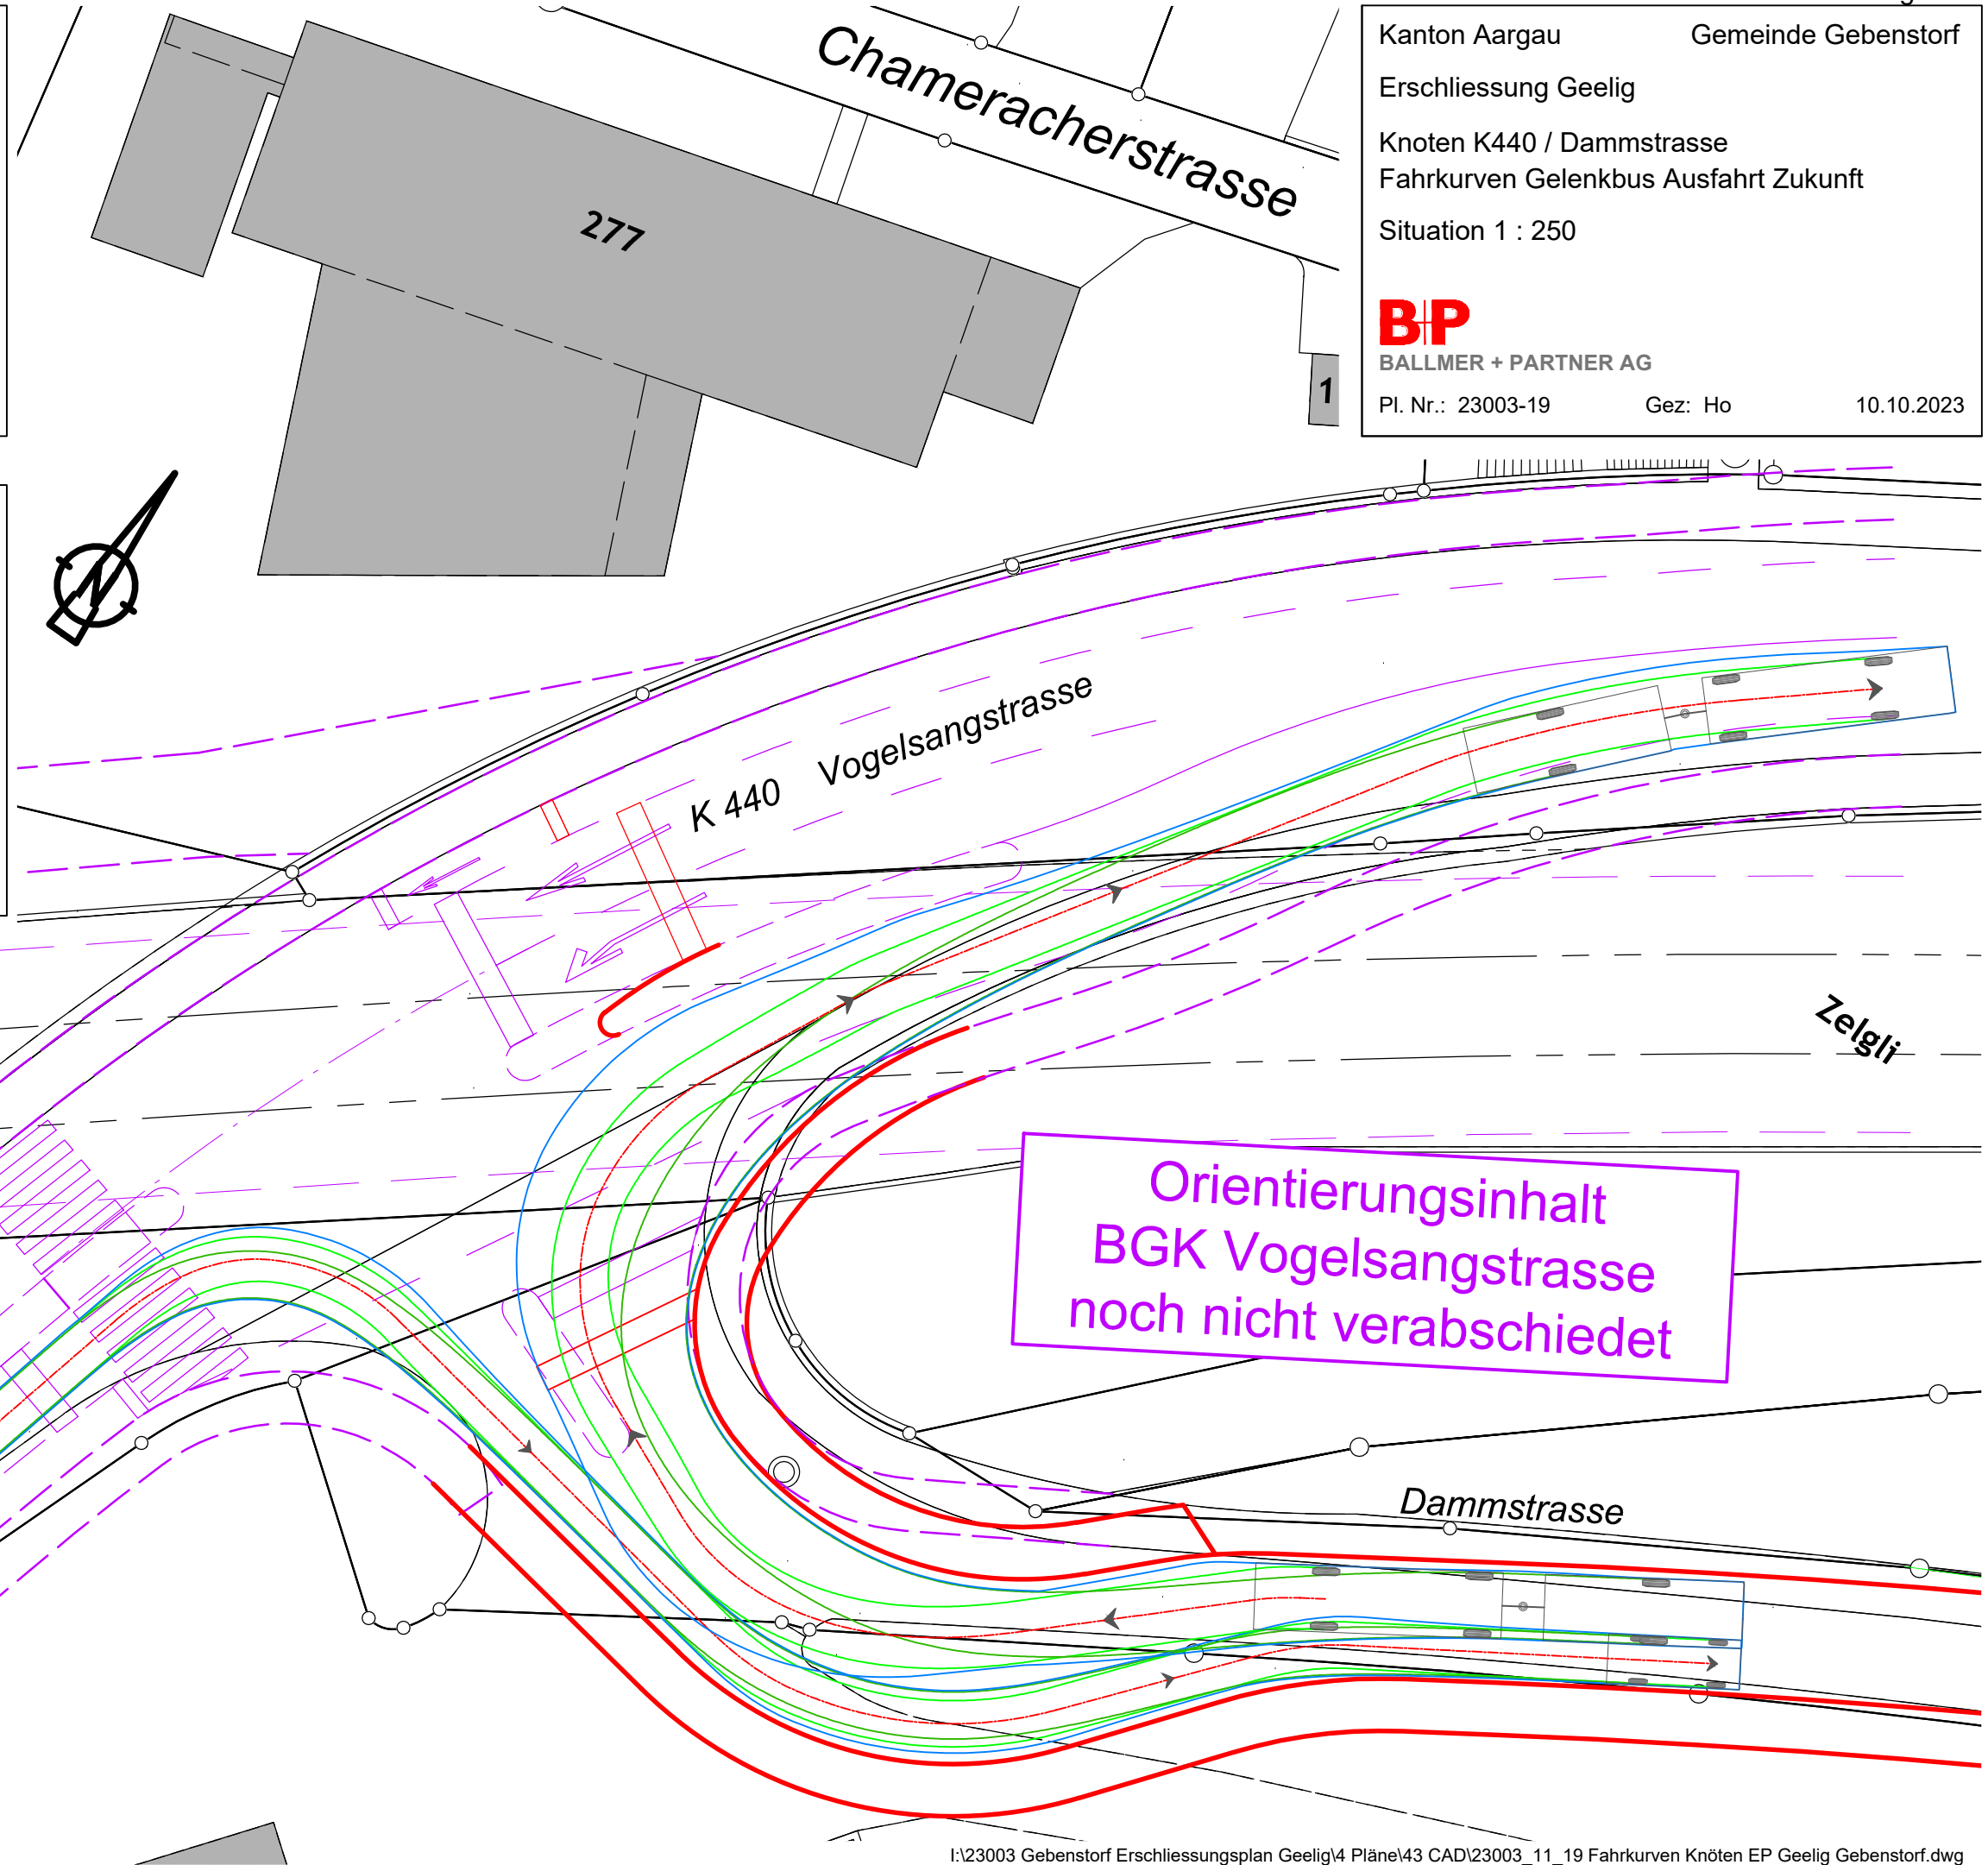 Kanton Aargau Gemeinde Gebenstorf
Erschliessung Geelig
Knoten K440 / Dammstrasse
Fahrkurven Gelenkbus Ausfahrt Zukunft
Situation 1 : 250
B+P
BALLMER + PARTNER AG
Pl. Nr.: 23003-19 Gez: Ho 10.10.2023
Chameracherstrasse
277
1
N
K 440 Vogelsangstrasse
Zelgli
Orientierungsinhalt
BGK Vogelsangstrasse
noch nicht verabschiedet
Dammstrasse
I:\23003 Gebenstorf Erschliessungsplan Geelig\4 Pläne\43 CAD\23003_11_19 Fahrkurven Knöten EP Geelig Gebenstorf.dwg